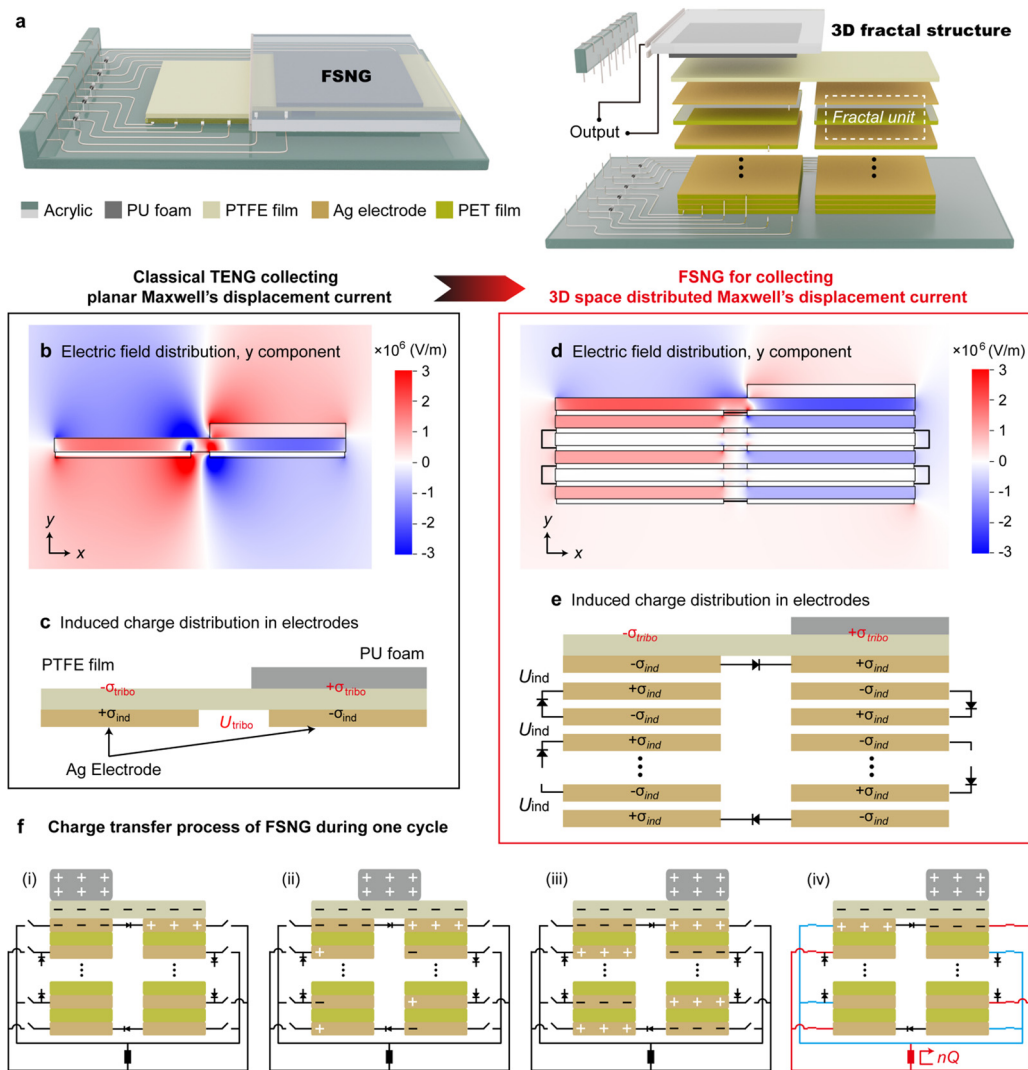 a
FSNG
3D fractal structure
Output
Fractal unit
Acrylic
PU foam
PTFE film
Ag electrode
PET film
Classical TENG collecting
planar Maxwell's displacement current
FSNG for collecting
3D space distributed Maxwell's displacement current
b Electric field distribution, y component
×10⁶ (V/m)
3
2
1
0
-1
-2
-3
y
x
c Induced charge distribution in electrodes
PTFE film
PU foam
-σtribo
+σtribo
+σind
Utribo
-σind
Ag Electrode
d Electric field distribution, y component
×10⁶ (V/m)
3
2
1
0
-1
-2
-3
y
x
e Induced charge distribution in electrodes
-σtribo
+σtribo
-σind
+σind
Uind
+σind
-σind
-σind
+σind
Uind
+σind
-σind
-σind
+σind
Uind
+σind
-σind
f Charge transfer process of FSNG during one cycle
(i)
(ii)
(iii)
(iv)
nQ